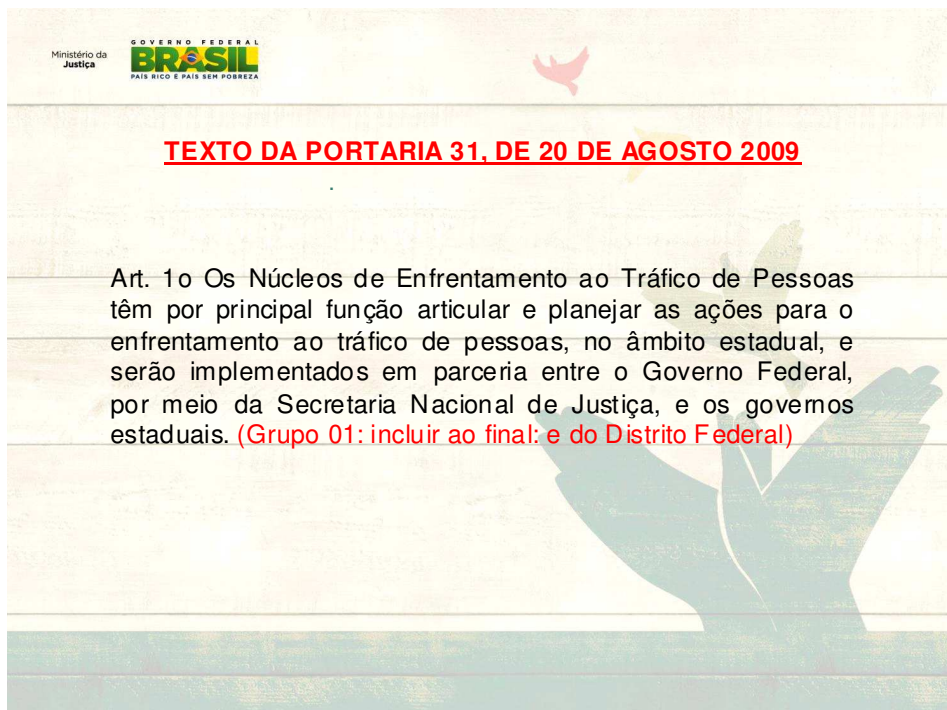 Ministério da
Justiça
GOVERNO FEDERAL
BRASIL
PAÍS RICO É PAÍS SEM POBREZA
TEXTO DA PORTARIA 31, DE 20 DE AGOSTO 2009
Art. 1o Os Núcleos de Enfrentamento ao Tráfico de Pessoas
têm por principal função articular e planejar as ações para o
enfrentamento ao tráfico de pessoas, no âmbito estadual, e
serão implementados em parceria entre o Governo Federal,
por meio da Secretaria Nacional de Justiça, e os governos
estaduais. (Grupo 01: incluir ao final: e do Distrito Federal)